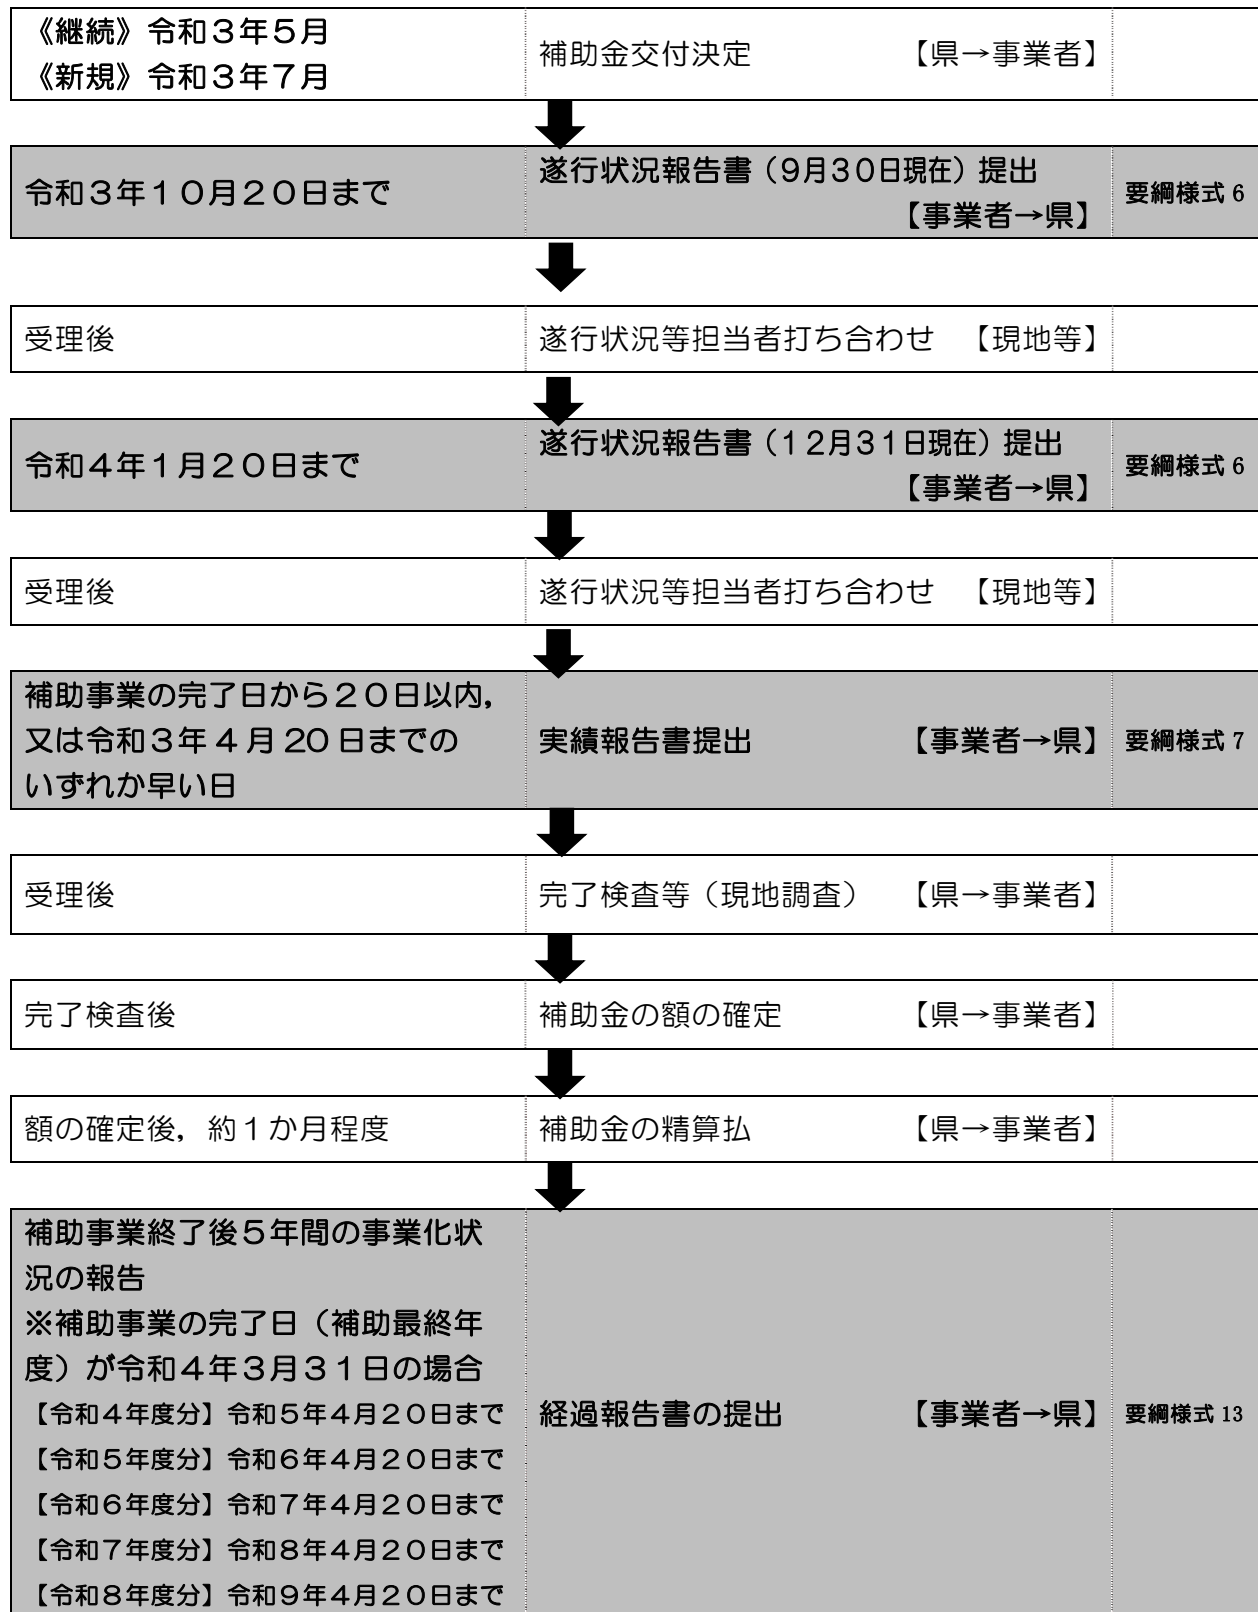 《継続》令和３年５月
《新規》令和３年７月
補助金交付決定　【県→事業者】
令和３年１０月２０日まで
遂行状況報告書（９月３０日現在）提出
【事業者→県】
要綱様式 6
受理後
遂行状況等担当者打ち合わせ　【現地等】
令和４年１月２０日まで
遂行状況報告書（１２月３１日現在）提出
【事業者→県】
要綱様式 6
受理後
遂行状況等担当者打ち合わせ　【現地等】
補助事業の完了日から２０日以内，
又は令和３年 4 月 20 日までの
いずれか早い日
実績報告書提出　【事業者→県】
要綱様式 7
受理後
完了検査等（現地調査）　【県→事業者】
完了検査後
補助金の額の確定　【県→事業者】
額の確定後，約１か月程度
補助金の精算払　【県→事業者】
補助事業終了後５年間の事業化状
況の報告
※補助事業の完了日（補助最終年
度）が令和４年３月３１日の場合
【令和４年度分】令和５年４月２０日まで
【令和５年度分】令和６年４月２０日まで
【令和６年度分】令和７年４月２０日まで
【令和７年度分】令和８年４月２０日まで
【令和８年度分】令和９年４月２０日まで
経過報告書の提出　【事業者→県】
要綱様式 13